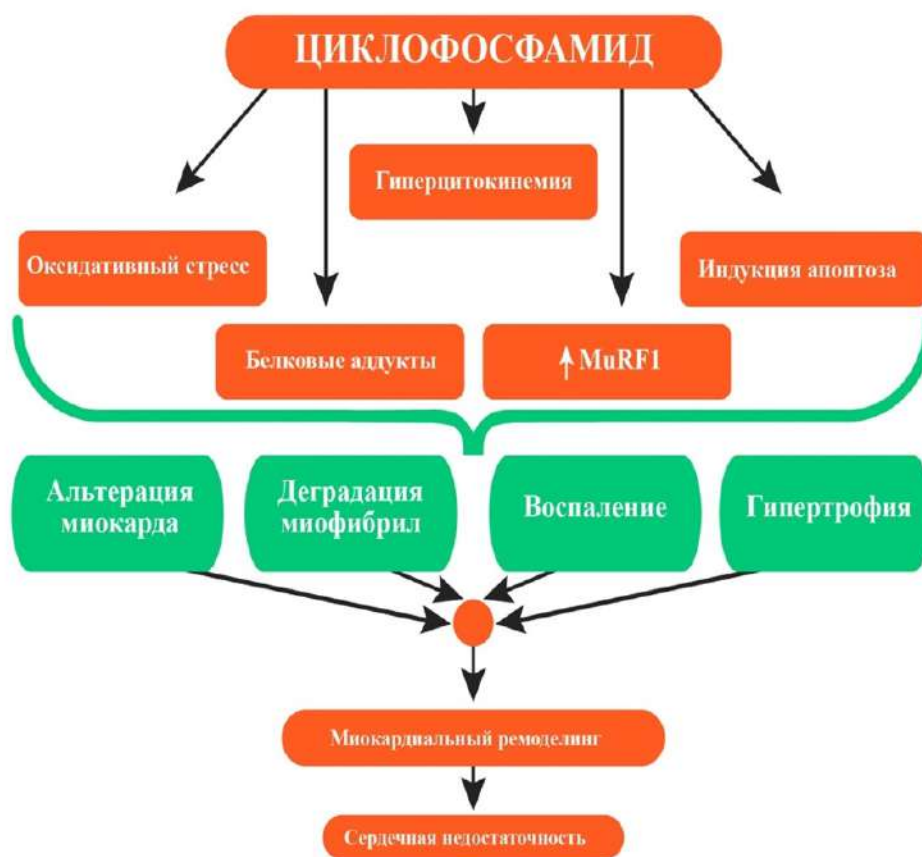 ЦИКЛОФОСФАМИД
Гиперцитокинемия
Оксидативный стресс
Индукция апоптоза
Белковые аддукты
↑ MuRF1
Альтерация
миокарда
Деградация
миофибрил
Воспаление
Гипертрофия
Миокардиальный ремоделинг
Сердечная недостаточность